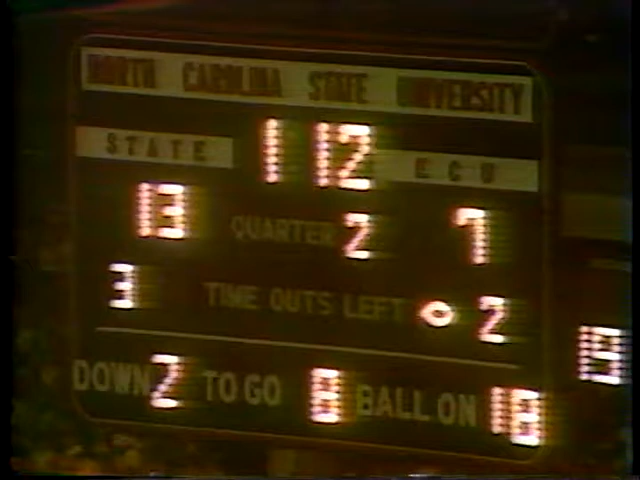 NORTH CAROLINA STATE UNIVERSITY
STATE 1 12 ECU
13 QUARTER 2 7
3 TIME OUTS LEFT 2
DOWN 2 TO GO 8 BALL ON 18